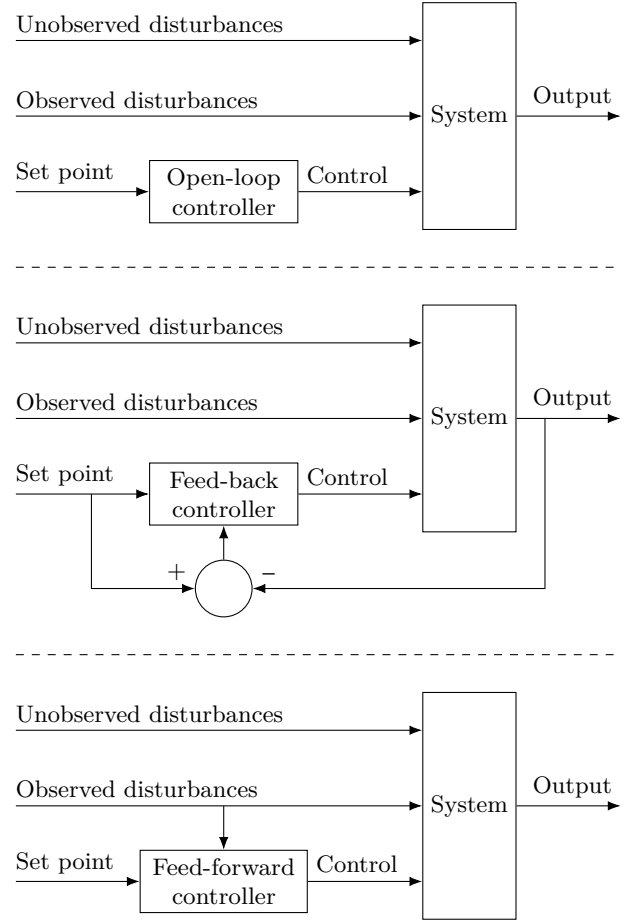 Unobserved disturbances
Observed disturbances
System
Output
Set point
Open-loop
controller
Control
Unobserved disturbances
Observed disturbances
System
Output
Set point
Feed-back
controller
Control
+
–
Unobserved disturbances
Observed disturbances
System
Output
Set point
Feed-forward
controller
Control